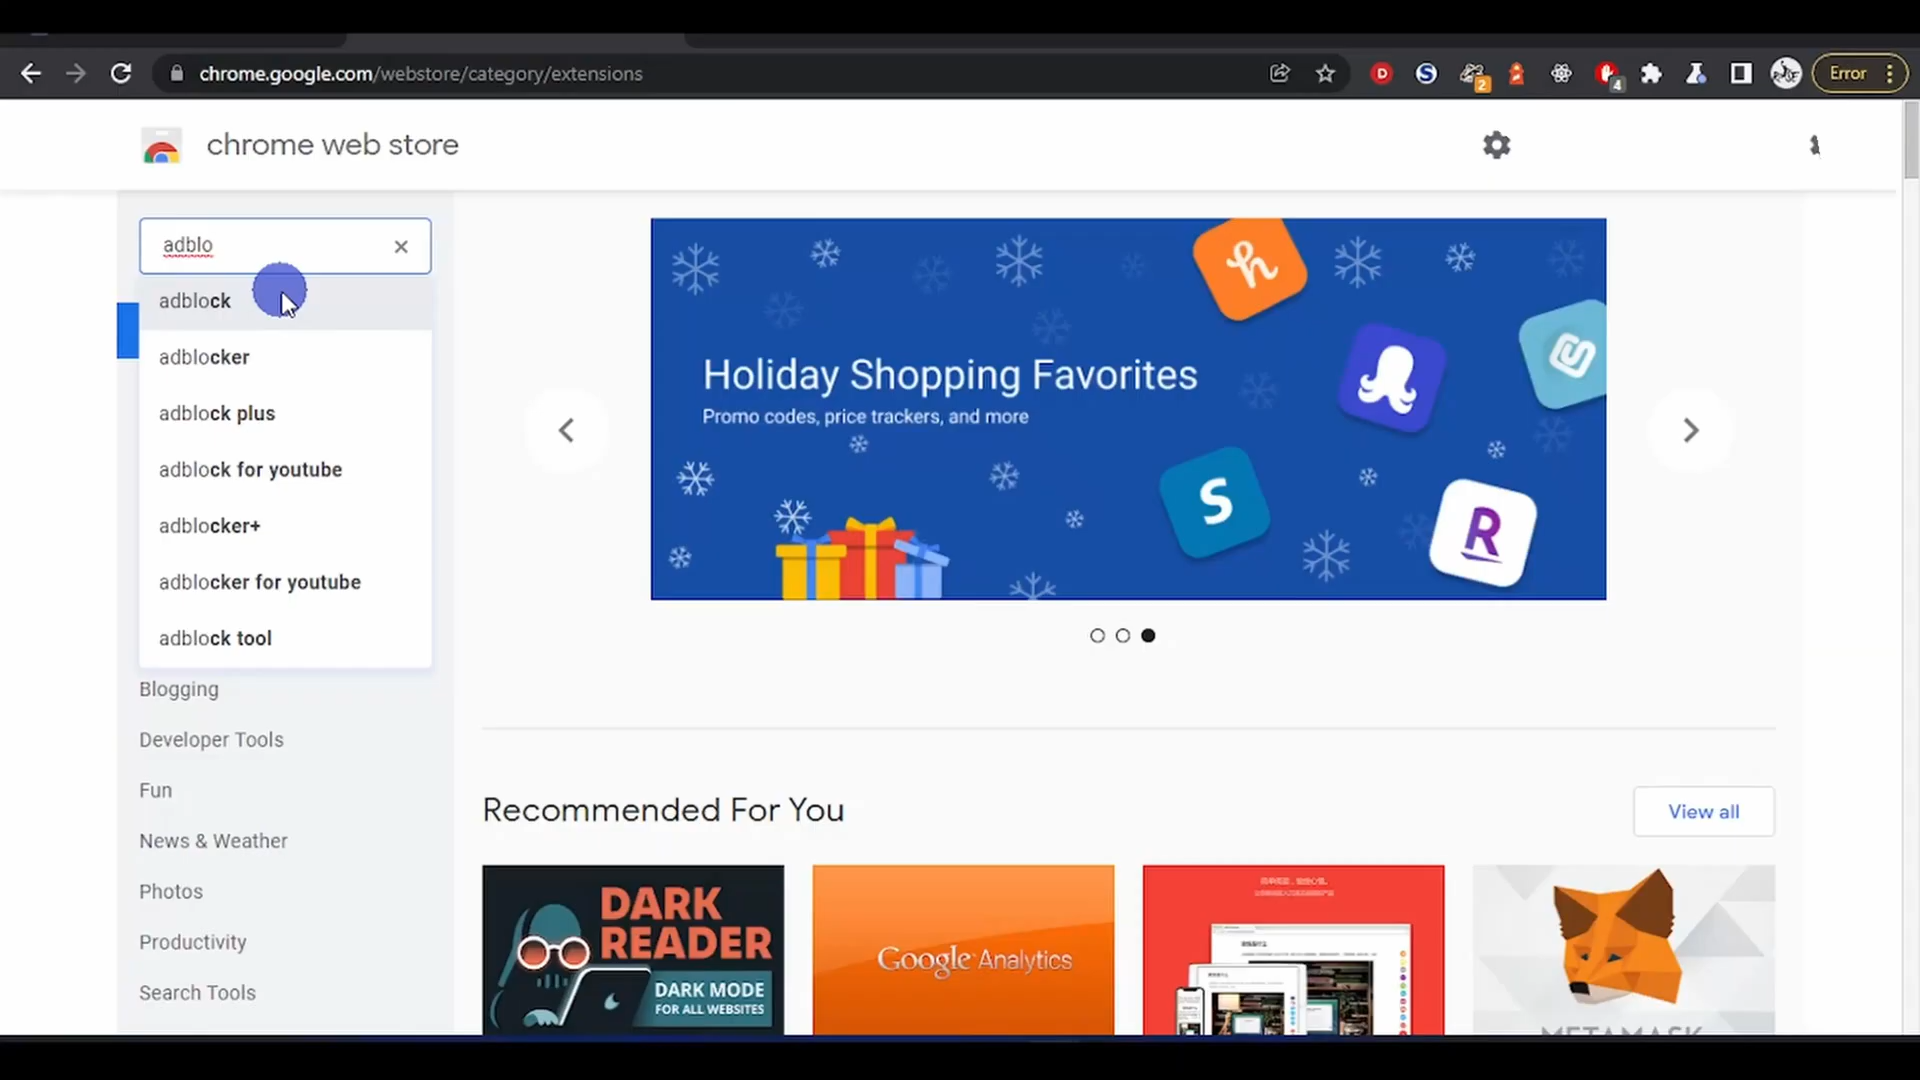 chrome.google.com/webstore/category/extensions
2
4
Error
chrome web store
adblo
adblock
adblocker
adblock plus
adblock for youtube
adblocker+
adblocker for youtube
adblock tool
Blogging
Developer Tools
Fun
News & Weather
Photos
Productivity
Search Tools
Holiday Shopping Favorites
Promo codes, price trackers, and more
h
S
R
Recommended For You
View all
DARK
READER
DARK MODE
FOR ALL WEBSITES
Google Analytics
METAMASK